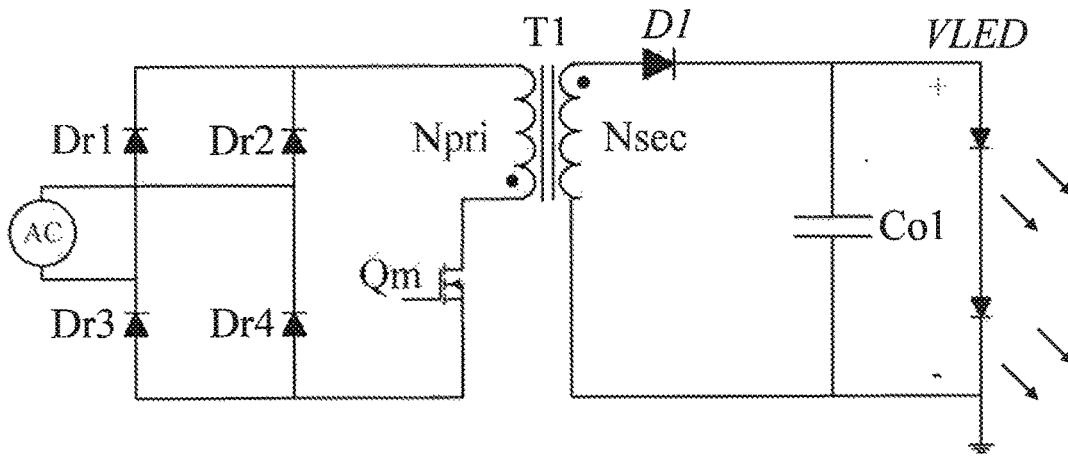 T1
D1
VLED
+
Dr1
Dr2
Npri
Nsec
AC
Co1
Qm
Dr3
Dr4
-